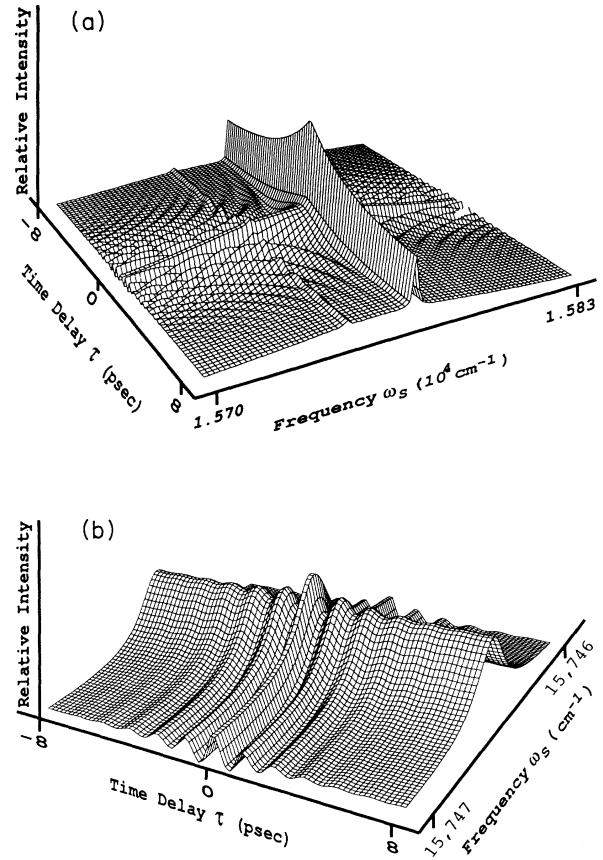 (a)
Relative Intensity
-8
0
8
Time Delay τ (psec)
1.570
1.583
Frequency ωs (10⁴ cm⁻¹)
(b)
Relative Intensity
-8
0
8
Time Delay τ (psec)
15,746
15,747
Frequency ωs (cm⁻¹)